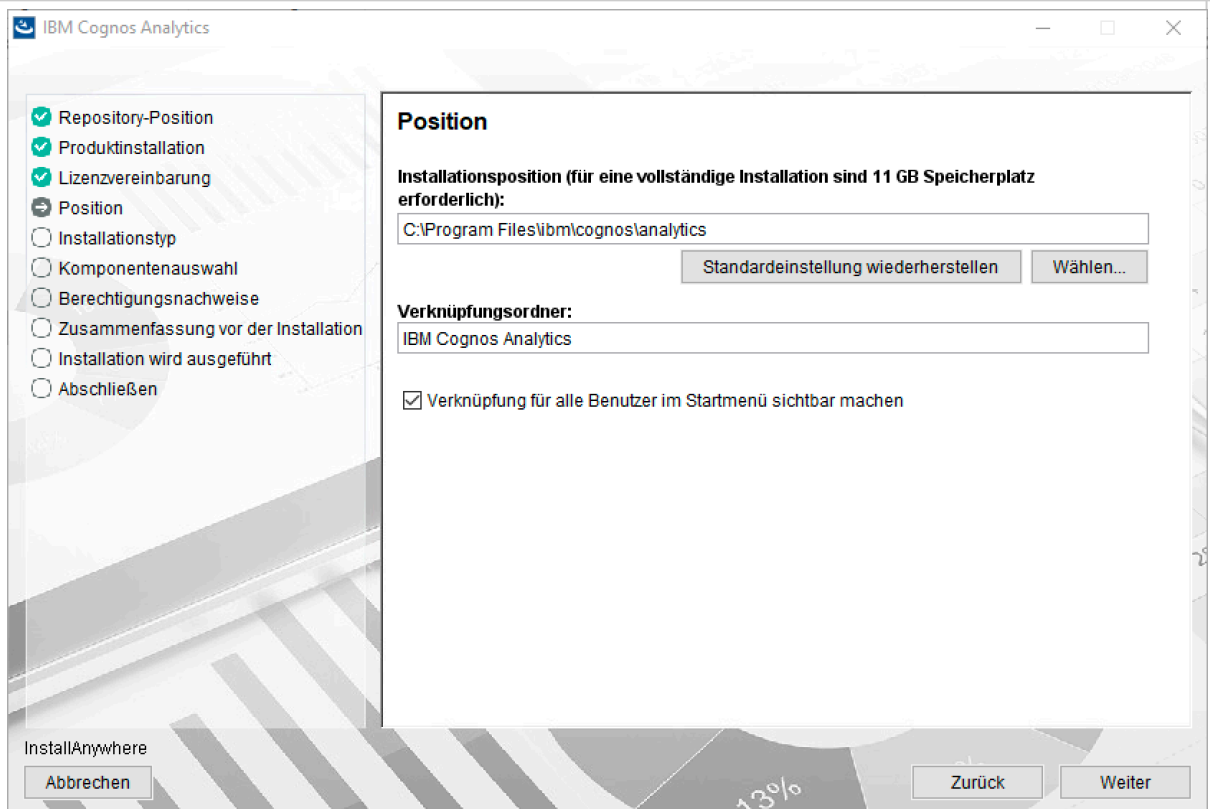 IBM Cognos Analytics
Repository-Position
Produktinstallation
Lizenzvereinbarung
Position
Installationstyp
Komponentenauswahl
Berechtigungsnachweise
Zusammenfassung vor der Installation
Installation wird ausgeführt
Abschließen
Position
Installationsposition (für eine vollständige Installation sind 11 GB Speicherplatz
erforderlich):
C:\Program Files\ibm\cognos\analytics
Standardeinstellung wiederherstellen
Wählen...
Verknüpfungsordner:
IBM Cognos Analytics
Verknüpfung für alle Benutzer im Startmenü sichtbar machen
InstallAnywhere
Abbrechen
13%
Zurück
Weiter